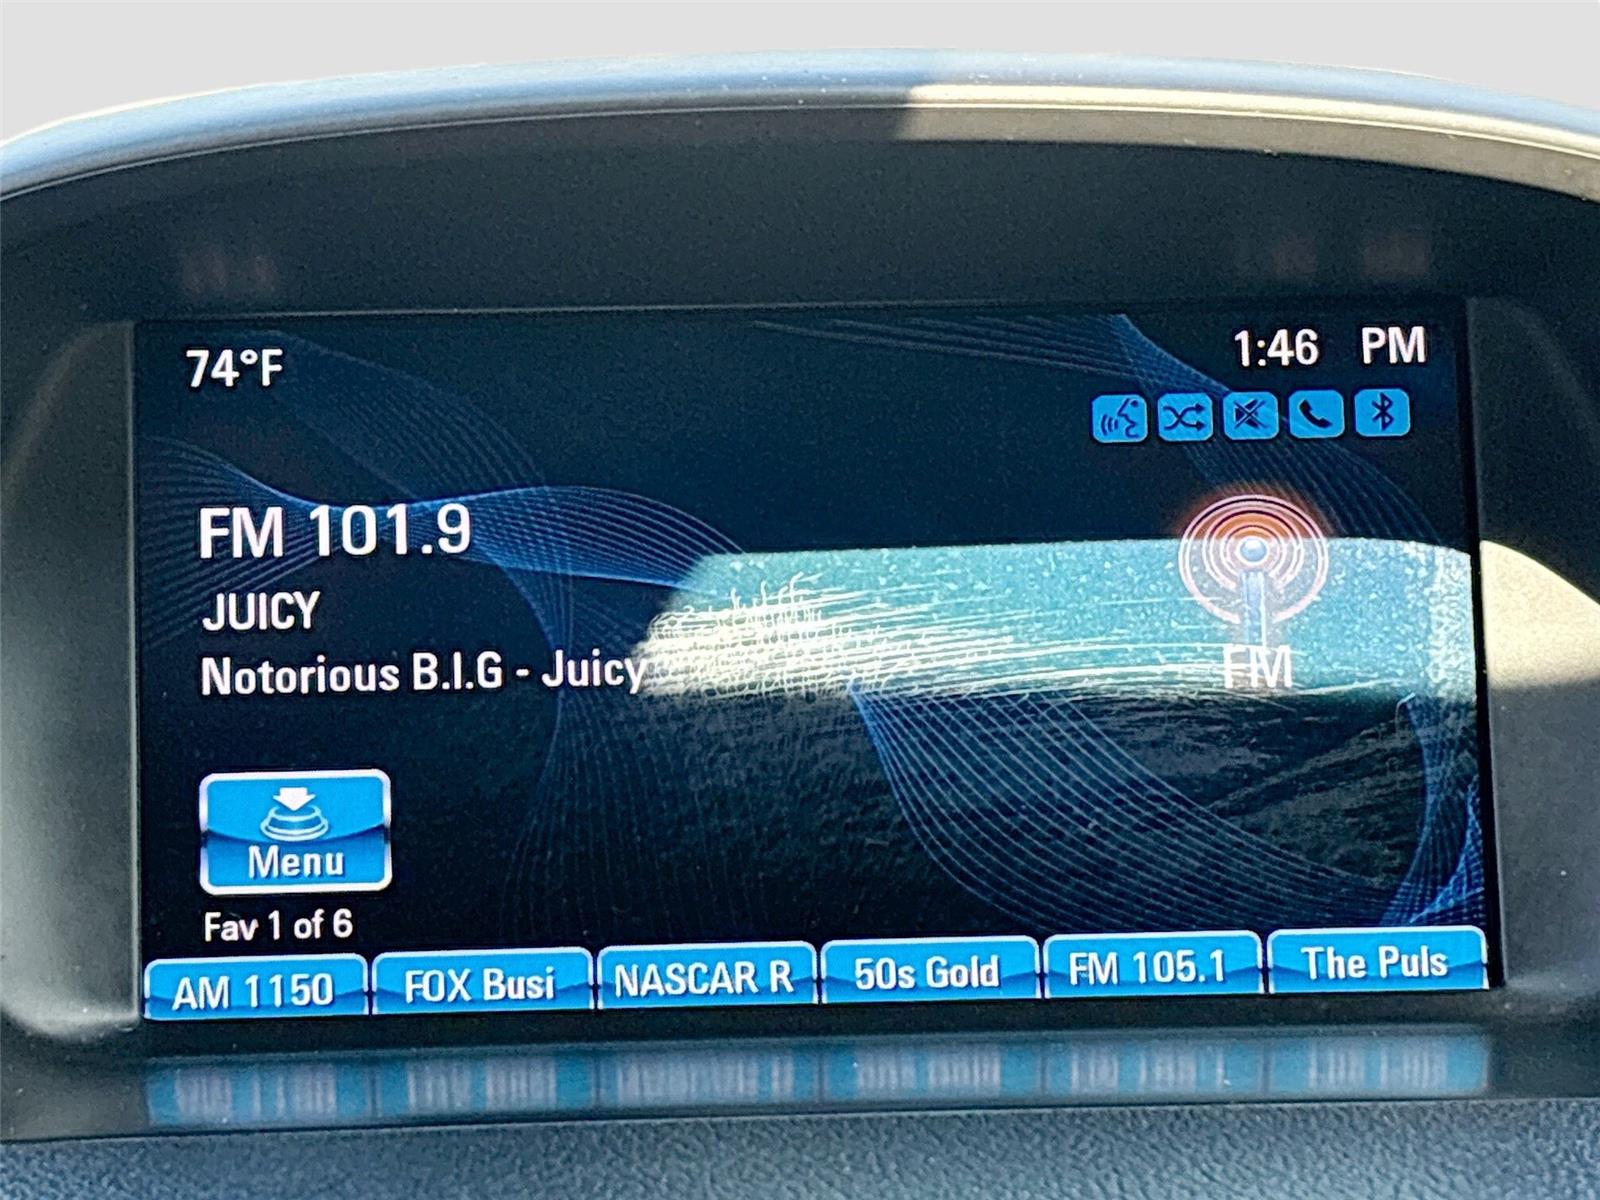 74°F
1:46 PM
FM 101.9
JUICY
Notorious B.I.G - Juicy
FM
Menu
Fav 1 of 6
AM 1150
FOX Busi
NASCAR R
50s Gold
FM 105.1
The Puls